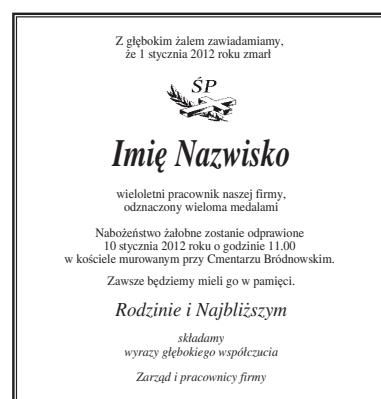 Z głębokim żalem zawiadamiamy,
że 1 stycznia 2012 roku zmarł
ŚP
Imię Nazwisko
wieloletni pracownik naszej firmy,
odznaczony wieloma medalami
Nabożeństwo żałobne zostanie odprawione
10 stycznia 2012 roku o godzinie 11.00
w kościele murowanym przy Cmentarzu Bródnowskim.
Zawsze będziemy mieli go w pamięci.
Rodzinie i Najbliższym
składamy
wyrazy głębokiego współczucia
Zarząd i pracownicy firmy